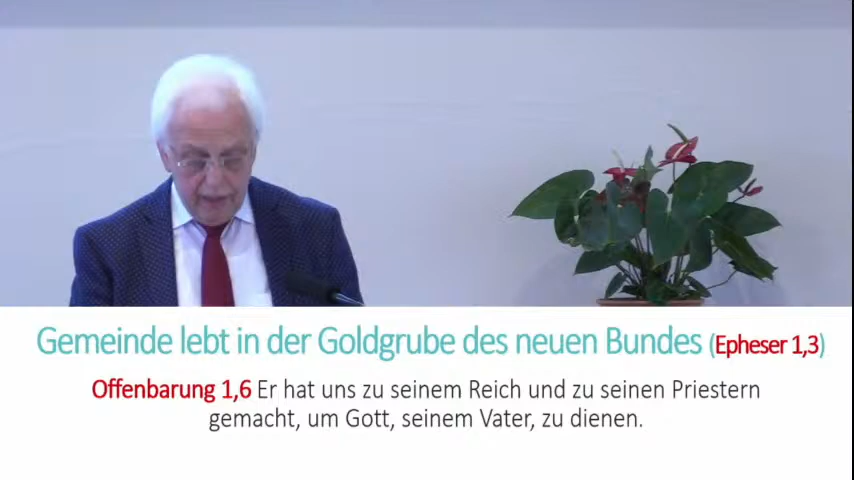 Gemeinde lebt in der Goldgrube des neuen Bundes (Epheser 1,3)
Offenbarung 1,6 Er hat uns zu seinem Reich und zu seinen Priestern
gemacht, um Gott, seinem Vater, zu dienen.